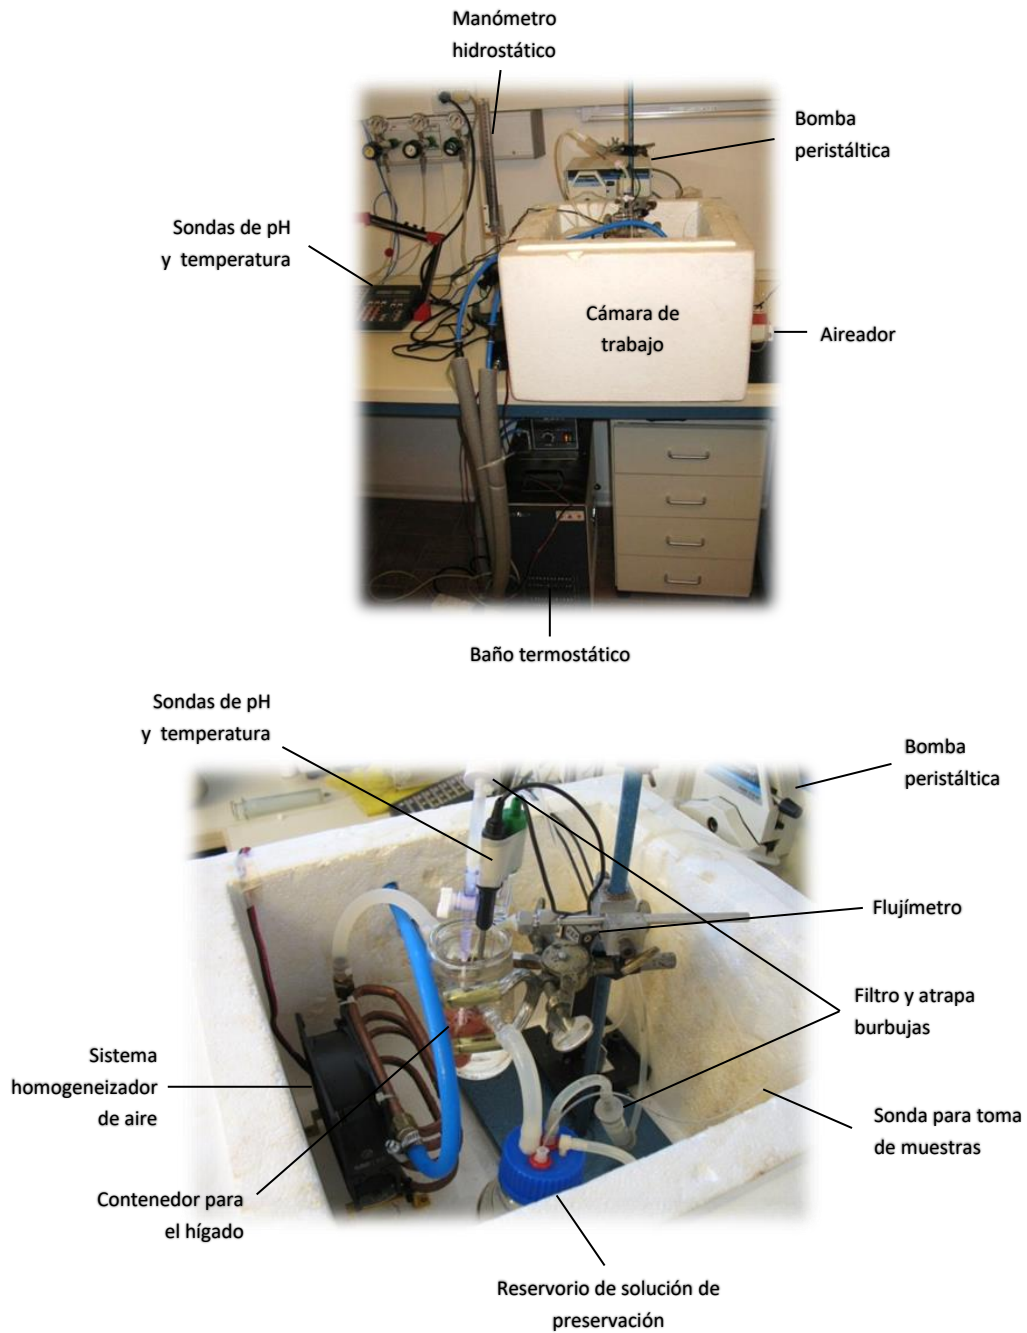 Manómetro
hidrostático
Bomba
peristáltica
Sondas de pH
y temperatura
Cámara de
trabajo
Aireador
Baño termostático
Sondas de pH
y temperatura
Bomba
peristáltica
Flujímetro
Filtro y atrapa
burbujas
Sistema
homogeneizador
de aire
Sonda para toma
de muestras
Contenedor para
el hígado
Reservorio de solución de
preservación